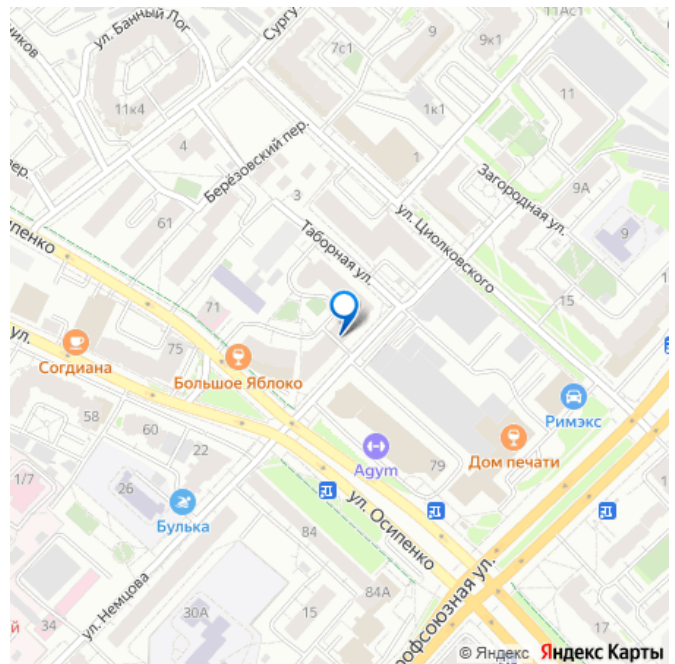 ул. Банный Лог
Сургу
11Ас1
9
9к1
7с1
11
11к4
1к1
4
1
Берёзовский пер.
пер.
Загородная ул.
9А
3
ул. Циолковского
61
9
Таборная ул.
ипенко
71
15
ул.
Согдиана
75
Большое Яблоко
58
Римэкс
60
22
Agym
79
Дом печати
1/7
26
Булька
ул. Осипенко
84
ул. Немцова
84А
30А
15
рофсоюзная ул.
34
й
17
© Яндекс Яндекс Карты